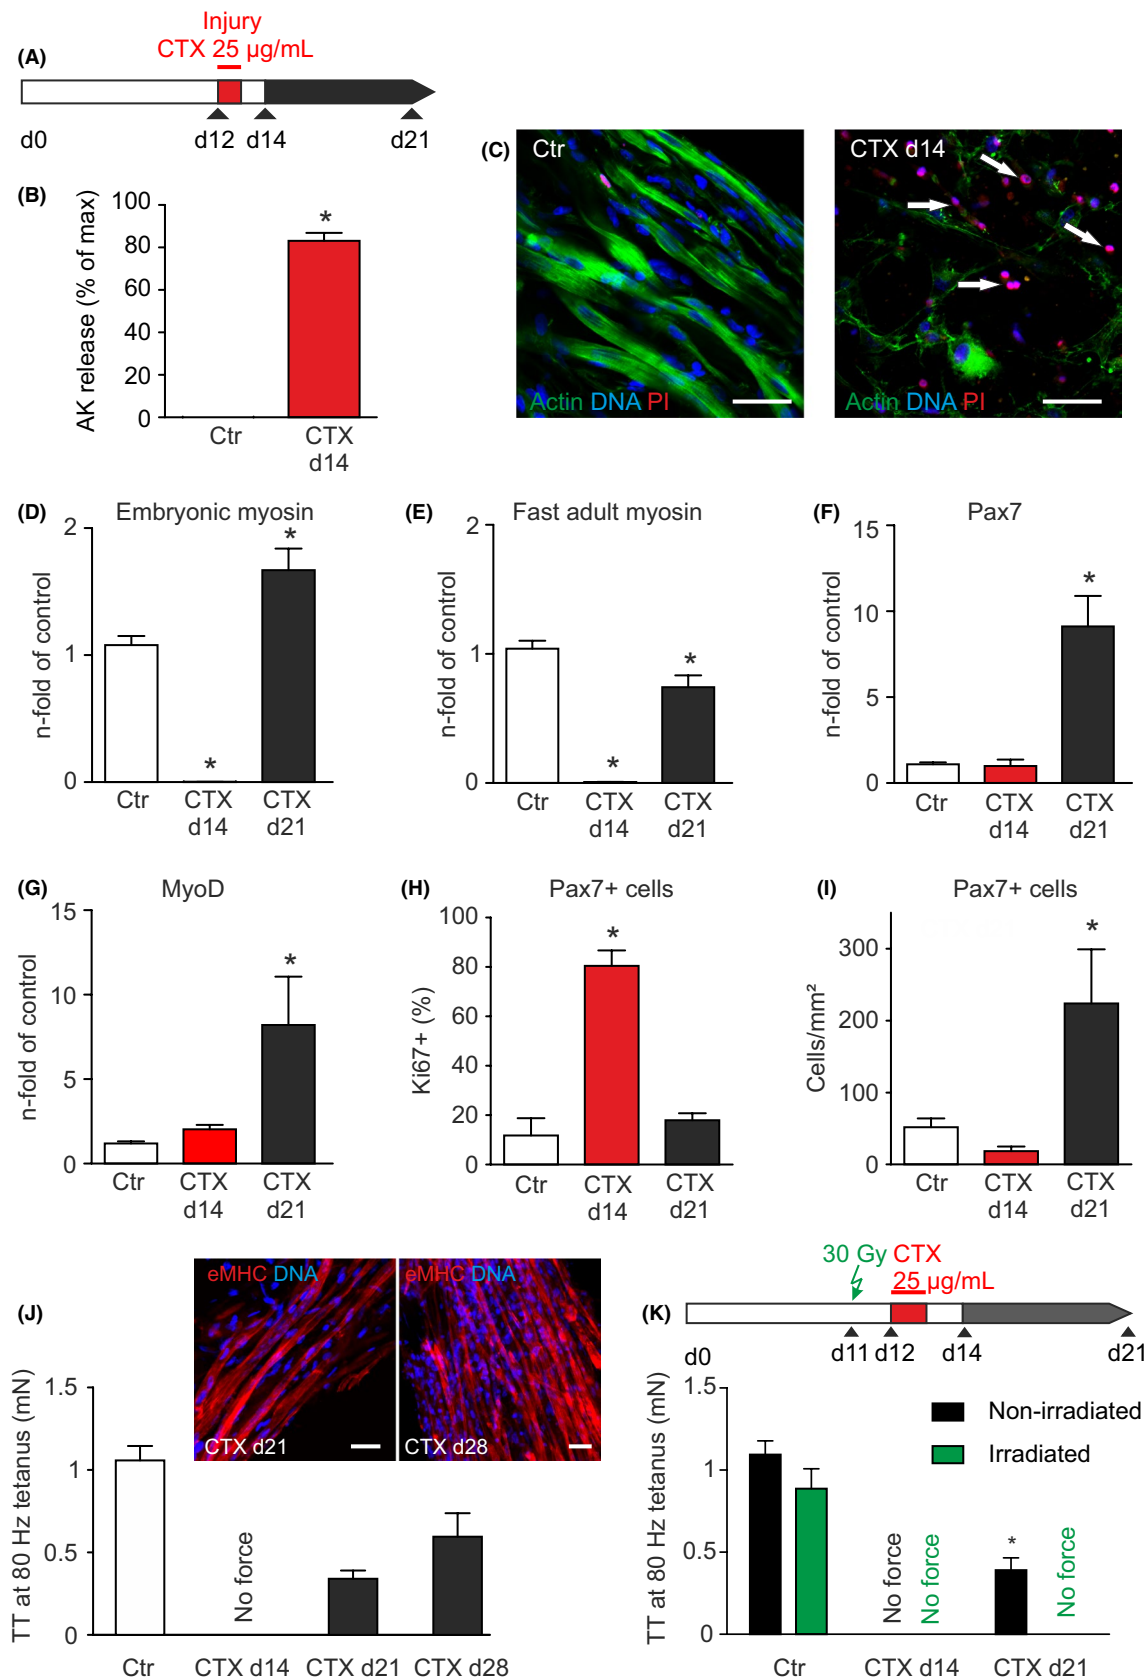 (A)
Injury
CTX 25 µg/mL
d0 d12 d14 d21
(B)
AK release (% of max)
100
80
60
40
20
0
*
Ctr CTX d14
(C)
Ctr
Actin DNA PI
CTX d14
Actin DNA PI
(D)
Embryonic myosin
n-fold of control
2
1
0
*
*
Ctr CTX d14 CTX d21
(E)
Fast adult myosin
n-fold of control
2
1
0
*
*
Ctr CTX d14 CTX d21
(F)
Pax7
n-fold of control
15
10
5
0
*
Ctr CTX d14 CTX d21
(G)
MyoD
n-fold of control
15
10
5
0
*
Ctr CTX d14 CTX d21
(H)
Pax7+ cells
Ki67+ (%)
100
80
60
40
20
0
*
Ctr CTX d14 CTX d21
(I)
Pax7+ cells
Cells/mm²
300
200
100
0
*
Ctr CTX d14 CTX d21
(J)
eMHC DNA
CTX d21
eMHC DNA
CTX d28
TT at 80 Hz tetanus (mN)
1.5
1
0.5
0
No force
Ctr CTX d14 CTX d21 CTX d28
(K)
30 Gy CTX
25 µg/mL
d0 d11 d12 d14 d21
TT at 80 Hz tetanus (mN)
1.5
1
0.5
0
Non-irradiated
Irradiated
No force
No force
*
No force
Ctr CTX d14 CTX d21